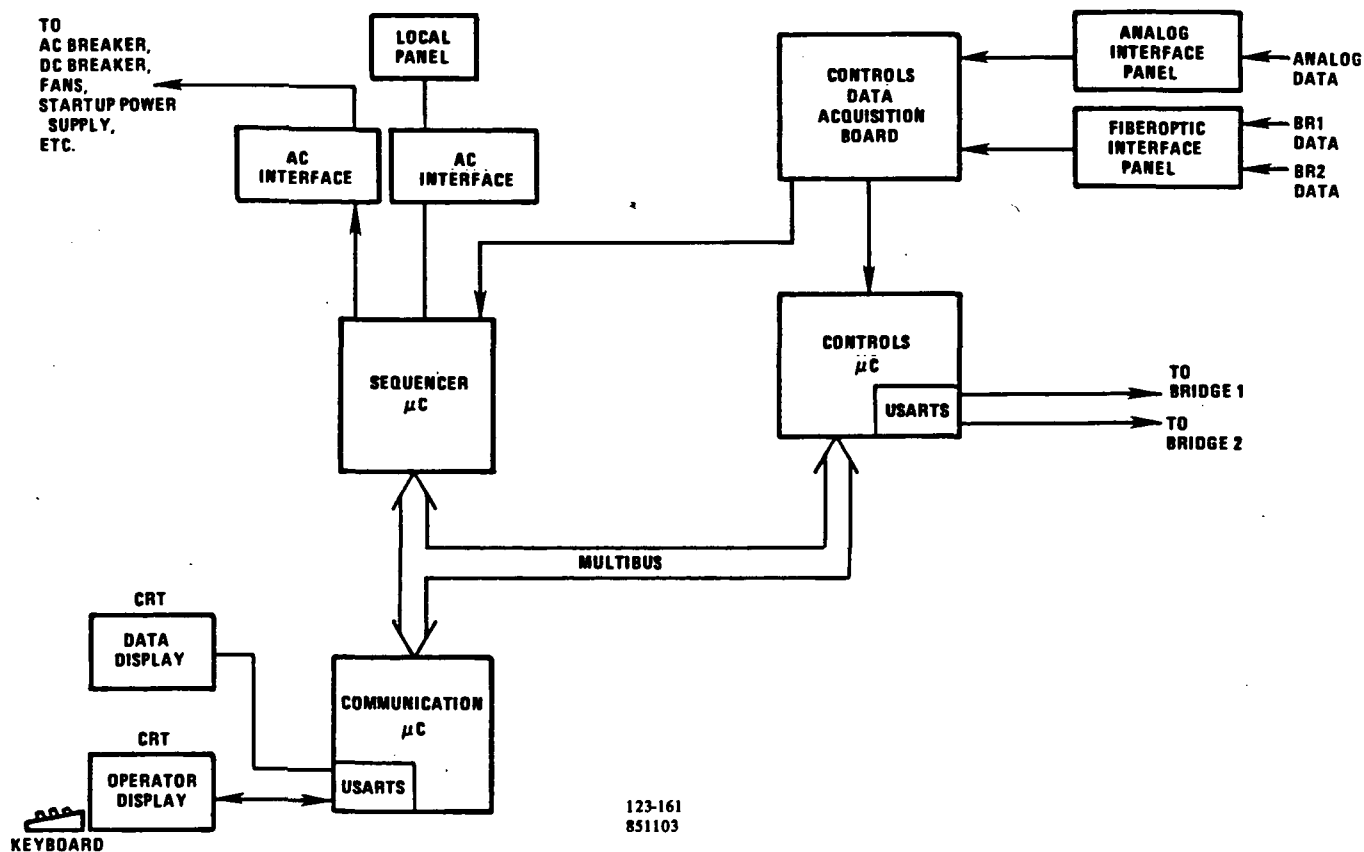 TO
AC BREAKER,
DC BREAKER,
FANS,
STARTUP POWER
SUPPLY,
ETC.
LOCAL
PANEL
AC
INTERFACE
AC
INTERFACE
CONTROLS
DATA
ACQUISITION
BOARD
ANALOG
INTERFACE
PANEL
ANALOG
DATA
FIBEROPTIC
INTERFACE
PANEL
BR1
DATA
BR2
DATA
SEQUENCER
μC
CONTROLS
μC
USARTS
TO
BRIDGE 1
TO
BRIDGE 2
MULTIBUS
CRT
DATA
DISPLAY
COMMUNICATION
μC
USARTS
CRT
OPERATOR
DISPLAY
KEYBOARD
123-161
851103